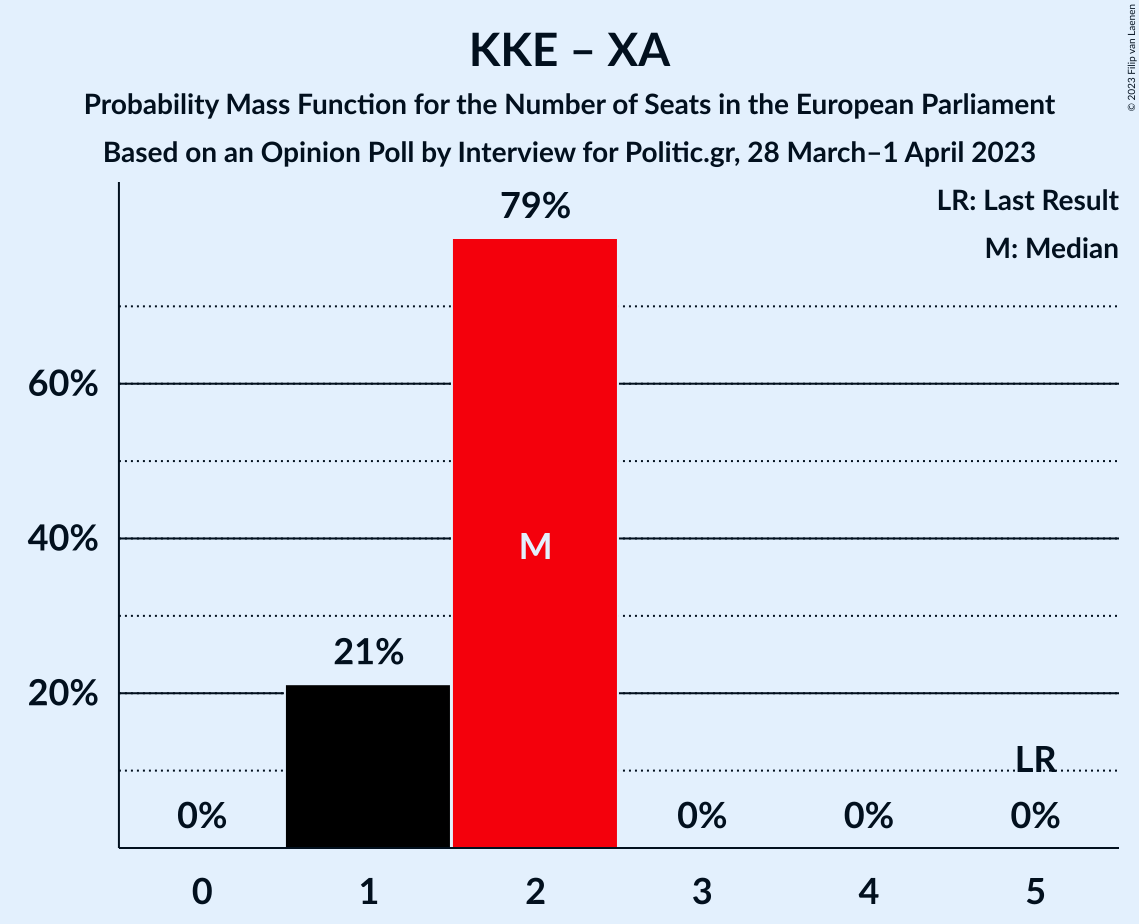 KKE – XA
Probability Mass Function for the Number of Seats in the European Parliament
Based on an Opinion Poll by Interview for Politic.gr, 28 March–1 April 2023
© 2023 Filip van Laenen
LR: Last Result
M: Median
79%
60%
40%
M
21%
20%
LR
0%
0%
0%
0%
0
1
2
3
4
5